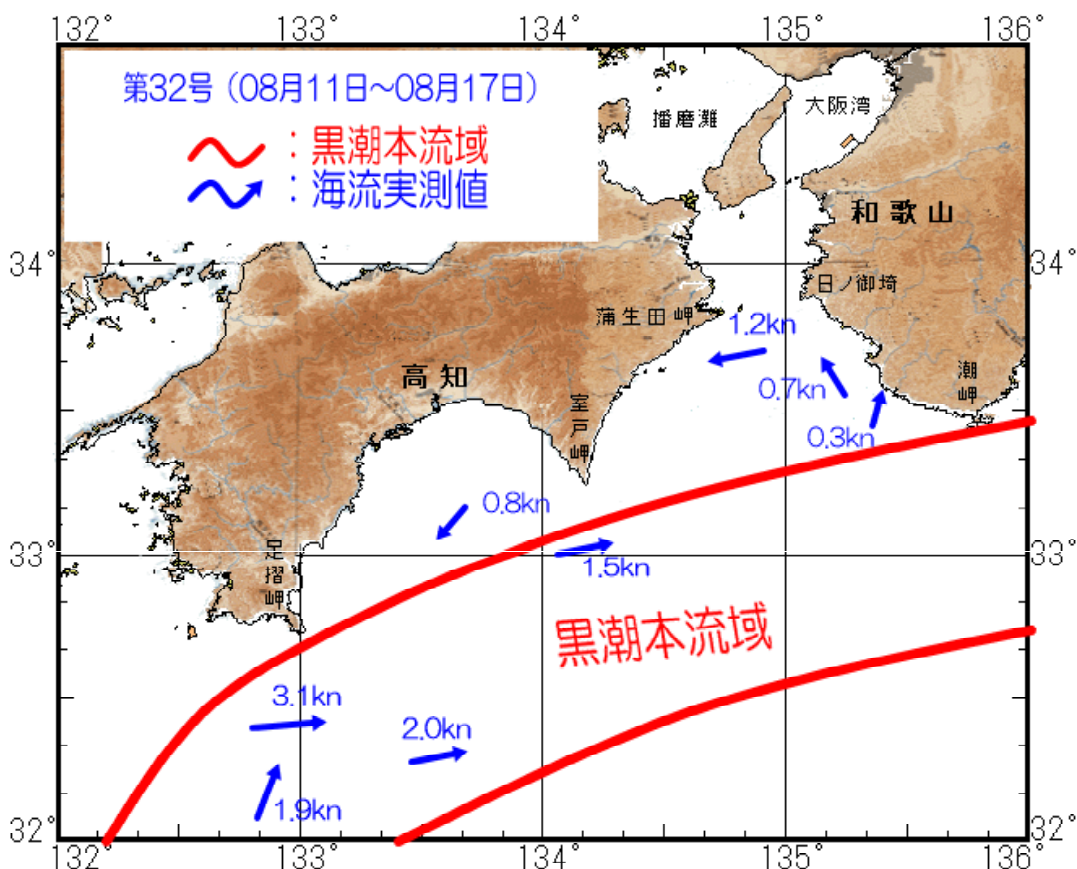 132° 133° 134° 135° 136°
第32号（08月11日～08月17日）
：黒潮本流域
：海流実測値
播磨灘
大阪湾
和歌山
34° 34°
日ノ御埼
蒲生田岬
1.2kn
高知
潮岬
0.7kn
室戸岬
0.3kn
0.8kn
33° 33°
1.5kn
足摺岬
黒潮本流域
3.1kn
2.0kn
1.9kn
32° 32°
132° 133° 134° 135° 136°